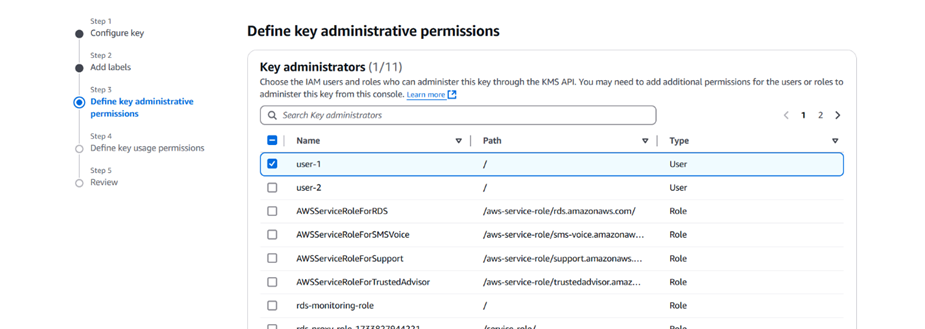 Step 1
Configure key
Step 2
Add labels
Step 3
Define key administrative
permissions
Step 4
Define key usage permissions
Step 5
Review
Define key administrative permissions
Key administrators (1/11)
Choose the IAM users and roles who can administer this key through the KMS API. You may need to add additional permissions for the users or roles to
administer this key from this console. Learn more
Search Key administrators
1 2
Name Path Type
user-1 / User
user-2 / User
AWSServiceRoleForRDS /aws-service-role/rds.amazonaws.com/ Role
AWSServiceRoleForSMSVoice /aws-service-role/sms-voice.amazonaw... Role
AWSServiceRoleForSupport /aws-service-role/support.amazonaws.... Role
AWSServiceRoleForTrustedAdvisor /aws-service-role/trustedadvisor.amaz... Role
rds-monitoring-role / Role
rds-proxy-role-1733827944221 /service-role/ Role